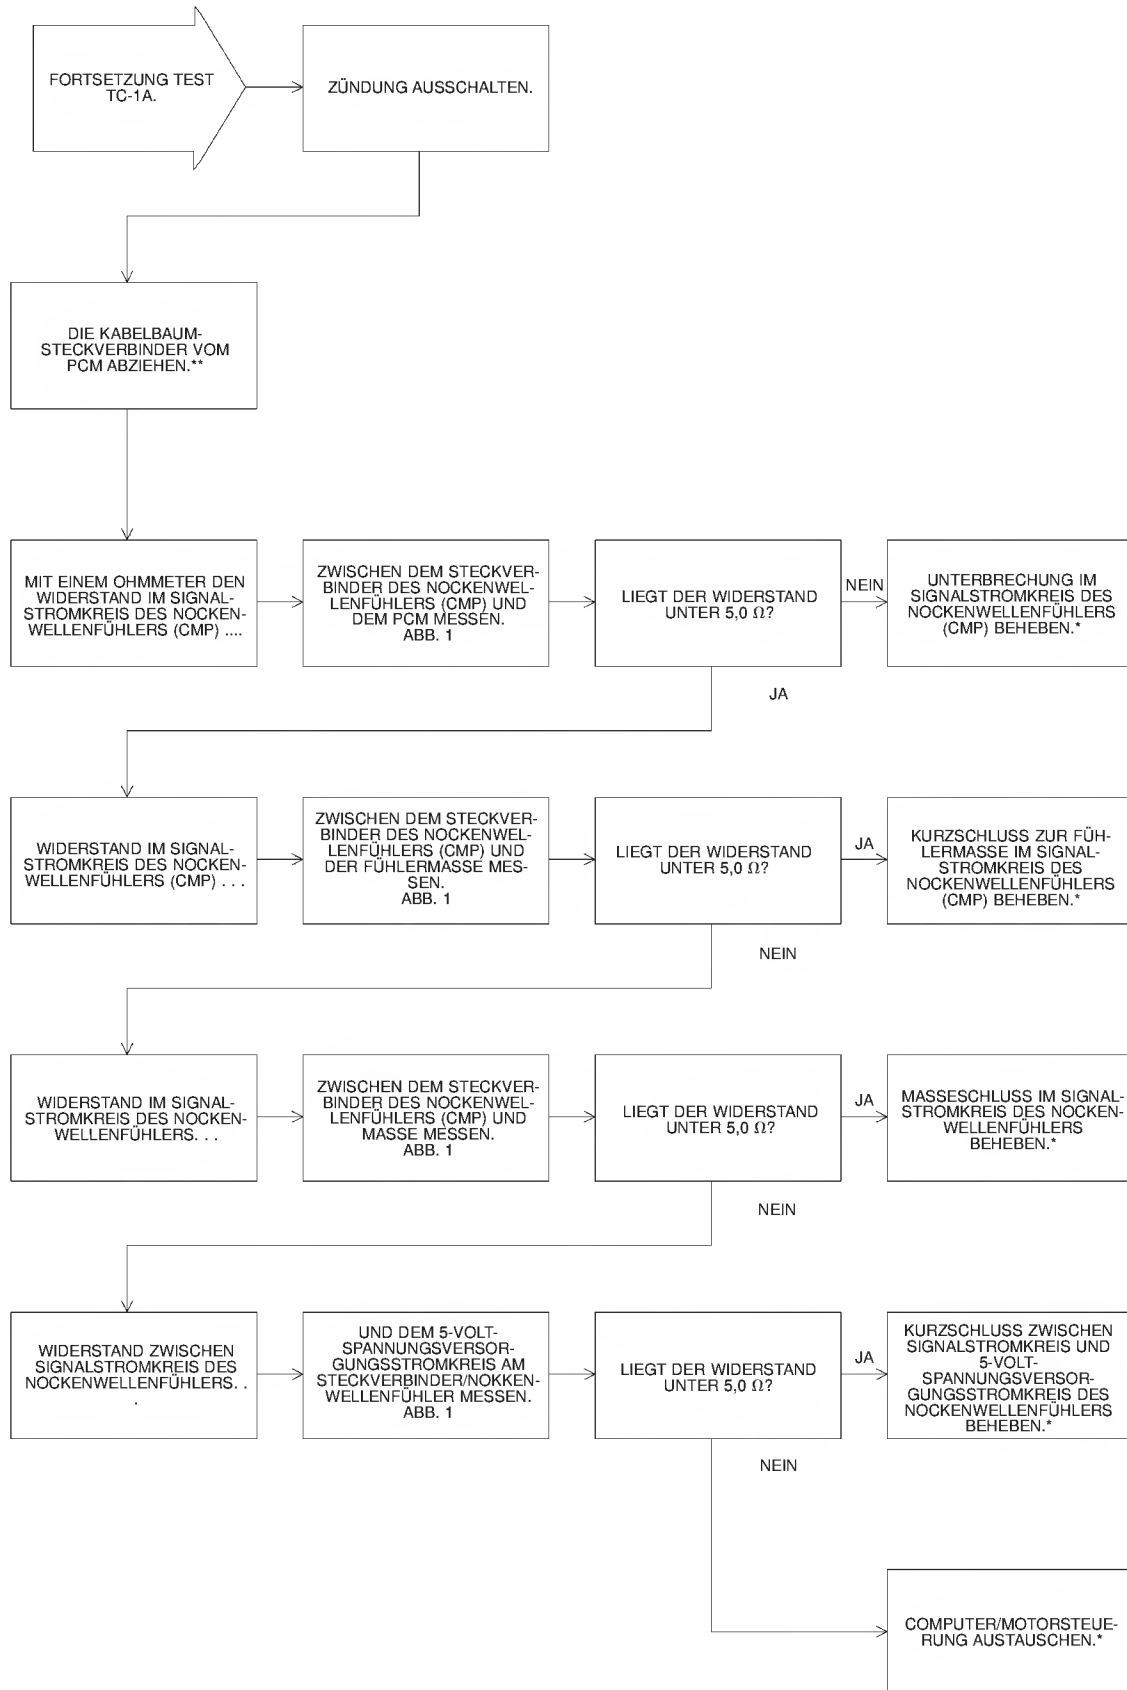 FORTSETZUNG TEST
TC-1A.
ZÜNDUNG AUSSCHALTEN.
DIE KABELBAUM-
STECKVERBINDER VOM
PCM ABZIEHEN.**
MIT EINEM OHMMETER DEN
WIDERSTAND IM SIGNAL-
STROMKREIS DES NOCKEN-
WELLENFÜHLERS (CMP) ....
ZWISCHEN DEM STECKVER-
BINDER DES NOCKENWEL-
LENFÜHLERS (CMP) UND
DEM PCM MESSEN.
ABB. 1
LIEGT DER WIDERSTAND
UNTER 5,0 Ω?
NEIN
UNTERBRECHUNG IM
SIGNALSTROMKREIS DES
NOCKENWELLENFÜHLERS
(CMP) BEHEBEN.*
JA
WIDERSTAND IM SIGNAL-
STROMKREIS DES NOCKEN-
WELLENFÜHLERS (CMP) . . .
ZWISCHEN DEM STECKVER-
BINDER DES NOCKENWEL-
LENFÜHLERS (CMP) UND
DER FÜHLERMASSE MES-
SEN.
ABB. 1
LIEGT DER WIDERSTAND
UNTER 5,0 Ω?
JA
KURZSCHLUSS ZUR FÜH-
LERMASSE IM SIGNAL-
STROMKREIS DES
NOCKENWELLENFÜHLERS
(CMP) BEHEBEN.*
NEIN
WIDERSTAND IM SIGNAL-
STROMKREIS DES NOCKEN-
WELLENFÜHLERS. . .
ZWISCHEN DEM STECKVER-
BINDER DES NOCKENWEL-
LENFÜHLERS (CMP) UND
MASSE MESSEN.
ABB. 1
LIEGT DER WIDERSTAND
UNTER 5,0 Ω?
JA
MASSESCHLUSS IM SIGNAL-
STROMKREIS DES NOCKEN-
WELLENFÜHLERS
BEHEBEN.*
NEIN
WIDERSTAND ZWISCHEN
SIGNALSTROMKREIS DES
NOCKENWELLENFÜHLERS. .
.
UND DEM 5-VOLT-
SPANNUNGSVERSOR-
GUNGSSTROMKREIS AM
STECKVERBINDER/NOKKEN-
WELLENFÜHLER MESSEN.
ABB. 1
LIEGT DER WIDERSTAND
UNTER 5,0 Ω?
JA
KURZSCHLUSS ZWISCHEN
SIGNALSTROMKREIS UND
5-VOLT-
SPANNUNGSVERSOR-
GUNGSSTROMKREIS DES
NOCKENWELLENFÜHLERS
BEHEBEN.*
NEIN
COMPUTER/MOTORSTEUE-
RUNG AUSTAUSCHEN.*